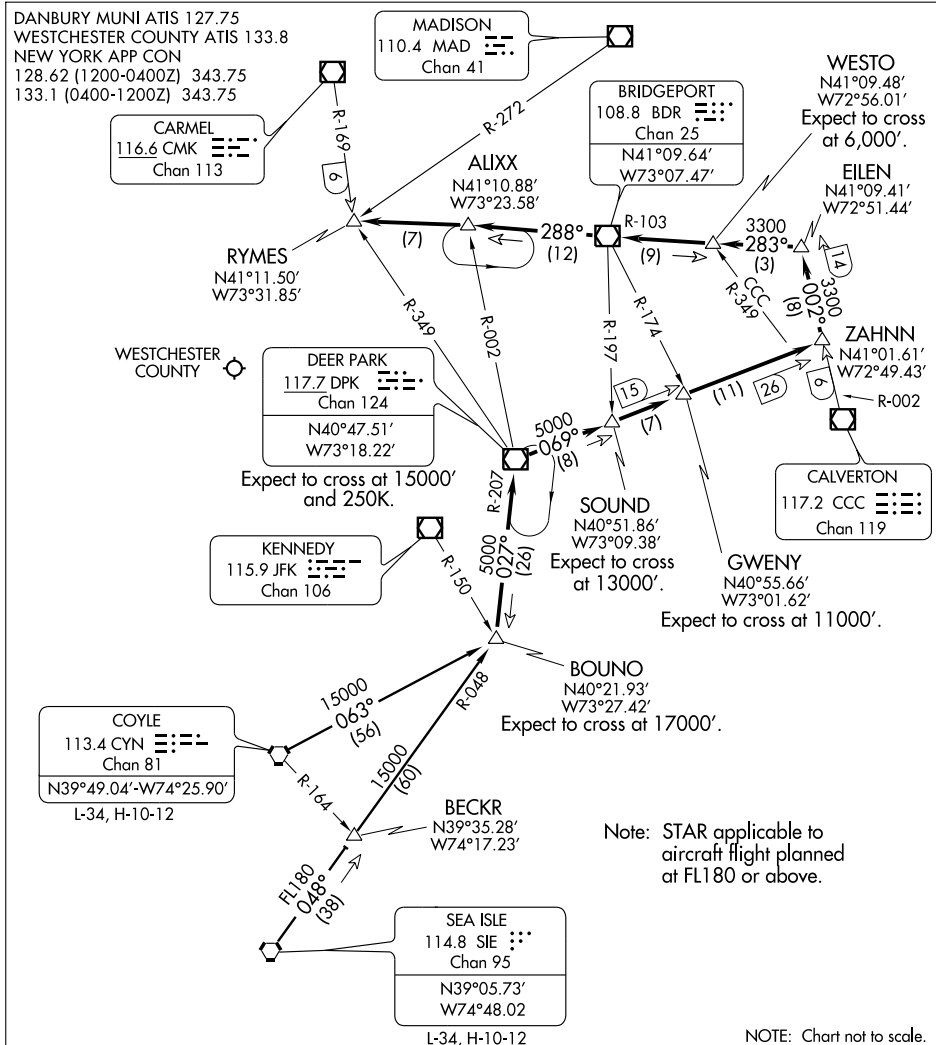 DANBURY MUNI ATIS 127.75
WESTCHESTER COUNTY ATIS 133.8
NEW YORK APP CON
128.62 (1200-0400Z) 343.75
133.1 (0400-1200Z) 343.75
MADISON
110.4 MAD
Chan 41
CARMEL
116.6 CMK
Chan 113
BRIDGEPORT
108.8 BDR
Chan 25
N41°09.64'
W73°07.47'
WESTO
N41°09.48'
W72°56.01'
Expect to cross
at 6,000'.
EILEN
N41°09.41'
W72°51.44'
R-169
9
R-272
ALIXX
N41°10.88'
W73°23.58'
RYMES
N41°11.50'
W73°31.85'
(7)
288°
(12)
R-103
(9)
3300
283°
(3)
14
3300
002°
(8)
CCC
R-349
R-349
R-002
R-197
R-174
ZAHNN
N41°01.61'
W72°49.43'
WESTCHESTER
COUNTY
DEER PARK
117.7 DPK
Chan 124
N40°47.51'
W73°18.22'
Expect to cross at 15000'
and 250K.
5000
069°
(8)
15
(7)
(11)
26
9
R-002
CALVERTON
117.2 CCC
Chan 119
SOUND
N40°51.86'
W73°09.38'
Expect to cross
at 13000'.
GWENY
N40°55.66'
W73°01.62'
Expect to cross at 11000'.
R-207
5000
027°
(26)
KENNEDY
115.9 JFK
Chan 106
R-150
BOUNO
N40°21.93'
W73°27.42'
Expect to cross at 17000'.
15000
063°
(56)
R-048
15000
(60)
COYLE
113.4 CYN
Chan 81
N39°49.04'-W74°25.90'
L-34, H-10-12
R-164
BECKR
N39°35.28'
W74°17.23'
FL180
048°
(38)
Note: STAR applicable to
aircraft flight planned
at FL180 or above.
SEA ISLE
114.8 SIE
Chan 95
N39°05.73'
W74°48.02
L-34, H-10-12
NOTE: Chart not to scale.